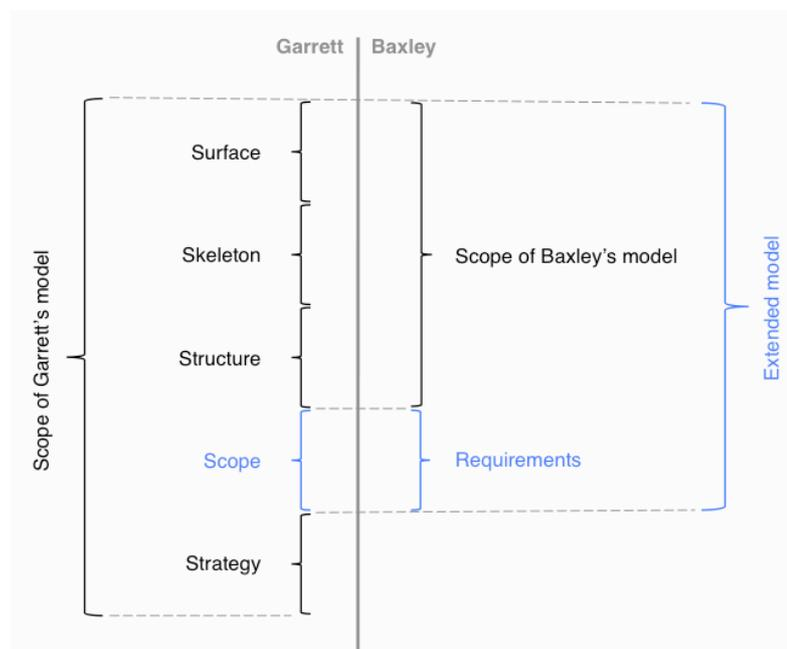 Garrett
Baxley
Surface
Skeleton
Structure
Scope
Strategy
Scope of Garrett's model
Scope of Baxley's model
Requirements
Extended model